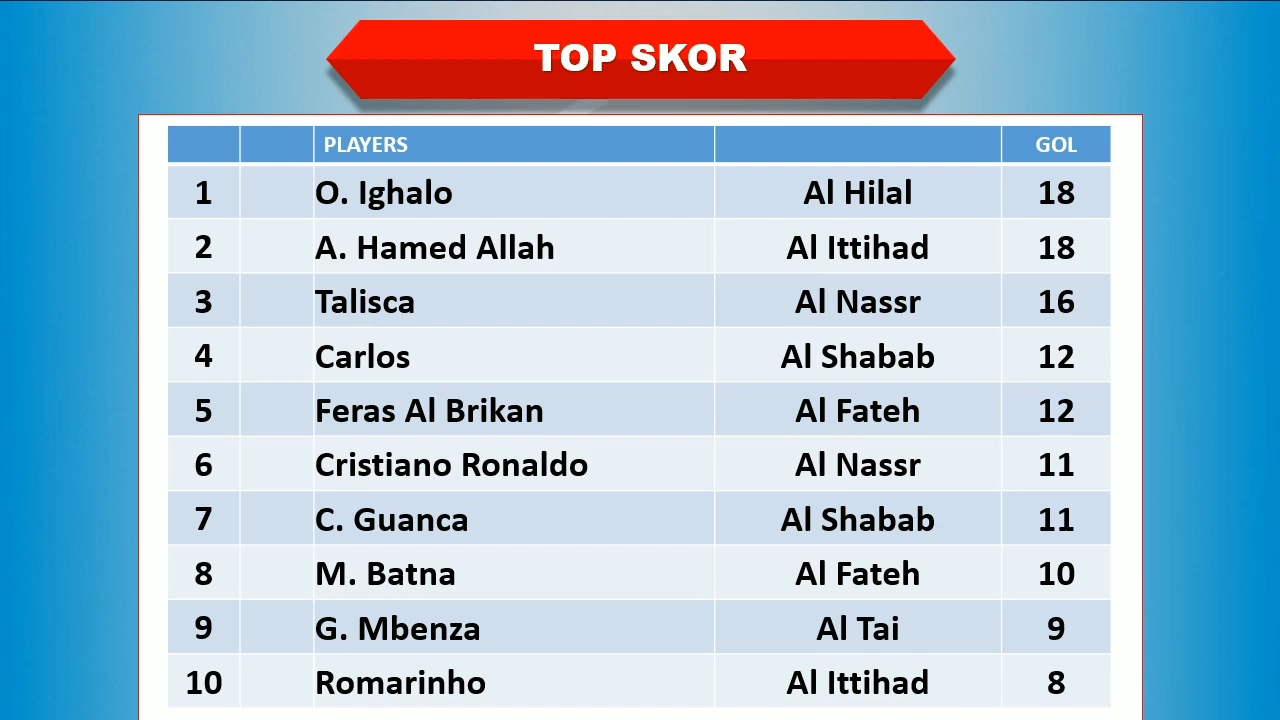 TOP SKOR
PLAYERS GOL
1 O. Ighalo Al Hilal 18
2 A. Hamed Allah Al Ittihad 18
3 Talisca Al Nassr 16
4 Carlos Al Shabab 12
5 Feras Al Brikan Al Fateh 12
6 Cristiano Ronaldo Al Nassr 11
7 C. Guanca Al Shabab 11
8 M. Batna Al Fateh 10
9 G. Mbenza Al Tai 9
10 Romarinho Al Ittihad 8